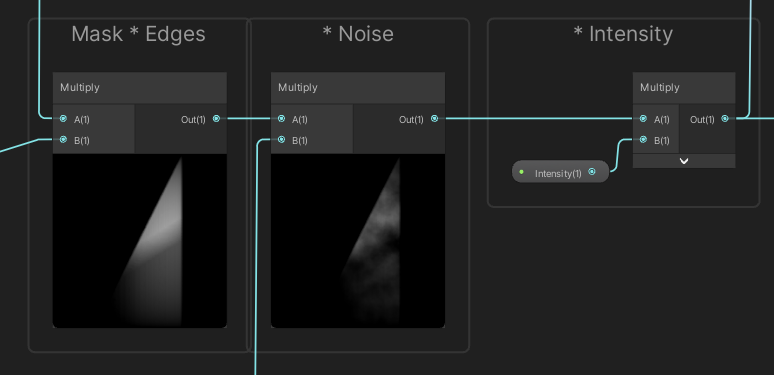 Mask * Edges
Multiply
A(1)
Out(1)
B(1)
* Noise
Multiply
A(1)
Out(1)
B(1)
* Intensity
Multiply
A(1)
Out(1)
B(1)
Intensity(1)